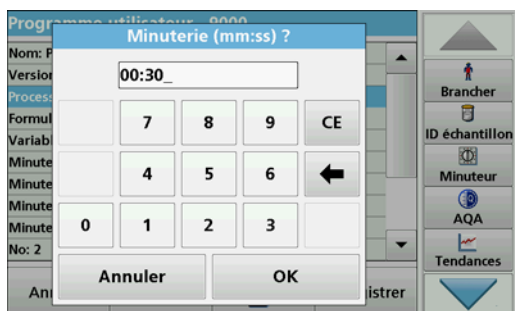 Programme utilisateur 9000
Minuterie (mm:ss) ?
00:30_
Nom: P
Version
Process
Formul
Variabl
Minute
Minute
Minute
Minute
No: 2
7 8 9 CE
4 5 6
0 1 2 3
Annuler OK
Ann
istrer
Brancher
ID échantillon
Minuteur
AQA
Tendances